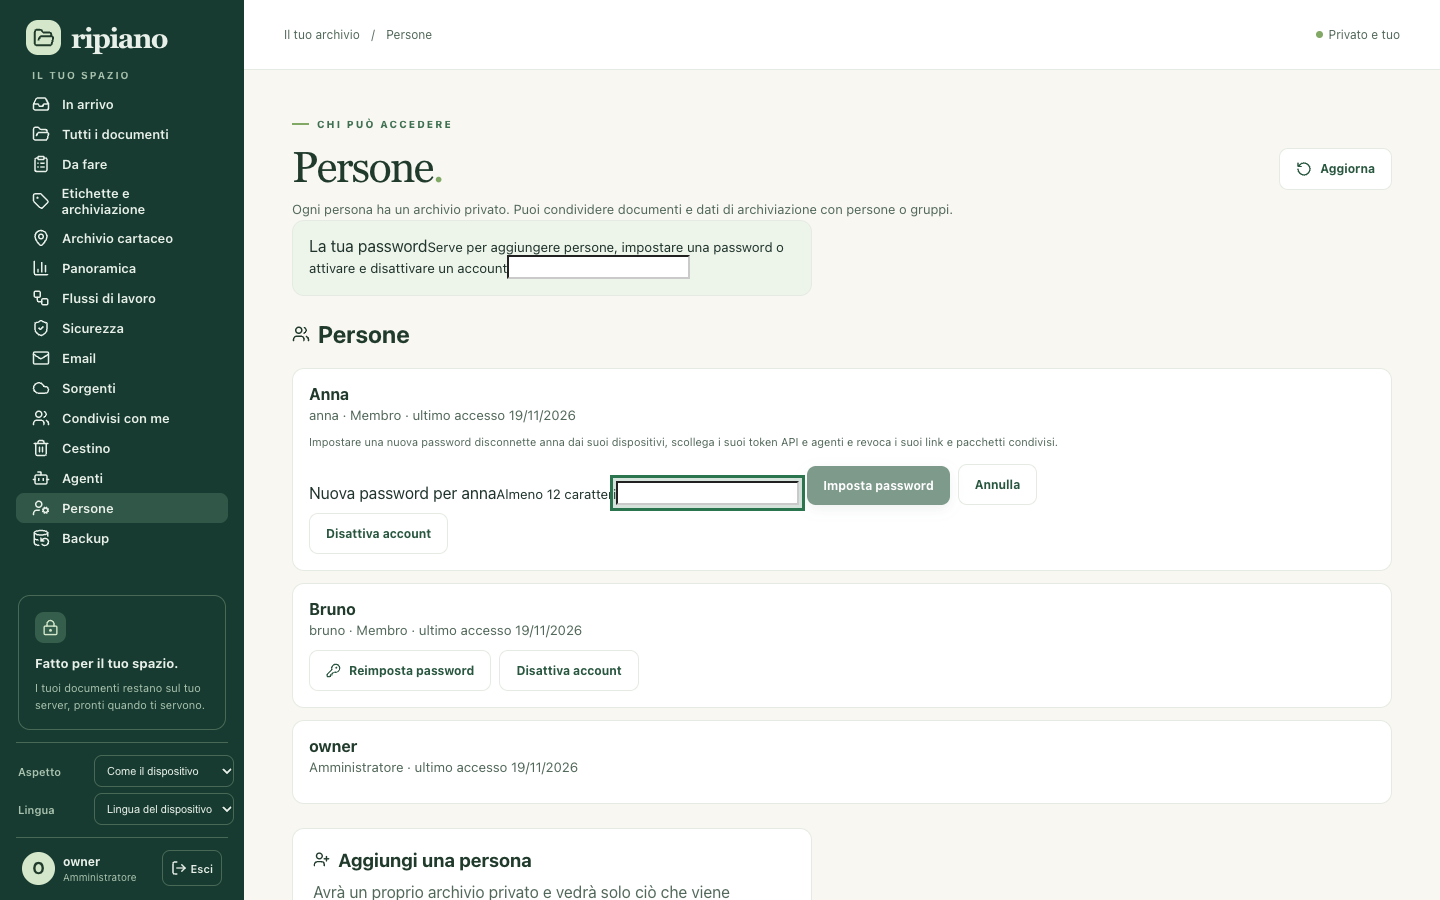 ripiano
IL TUO SPAZIO
In arrivo
Tutti i documenti
Da fare
Etichette e
archiviazione
Archivio cartaceo
Panoramica
Flussi di lavoro
Sicurezza
Email
Sorgenti
Condivisi con me
Cestino
Agenti
Persone
Backup
Fatto per il tuo spazio.
I tuoi documenti restano sul tuo
server, pronti quando ti servono.
Aspetto
Come il dispositivo
Lingua
Lingua del dispositivo
O
owner
Amministratore
Esci
Il tuo archivio / Persone
Privato e tuo
CHI PUÒ ACCEDERE
Persone.
Aggiorna
Ogni persona ha un archivio privato. Puoi condividere documenti e dati di archiviazione con persone o gruppi.
La tua passwordServe per aggiungere persone, impostare una password o
attivare e disattivare un account
Persone
Anna
anna · Membro · ultimo accesso 19/11/2026
Impostare una nuova password disconnette anna dai suoi dispositivi, scollega i suoi token API e agenti e revoca i suoi link e pacchetti condivisi.
Nuova password per annaAlmeno 12 caratteri
Imposta password
Annulla
Disattiva account
Bruno
bruno · Membro · ultimo accesso 19/11/2026
Reimposta password
Disattiva account
owner
Amministratore · ultimo accesso 19/11/2026
Aggiungi una persona
Avrà un proprio archivio privato e vedrà solo ciò che viene